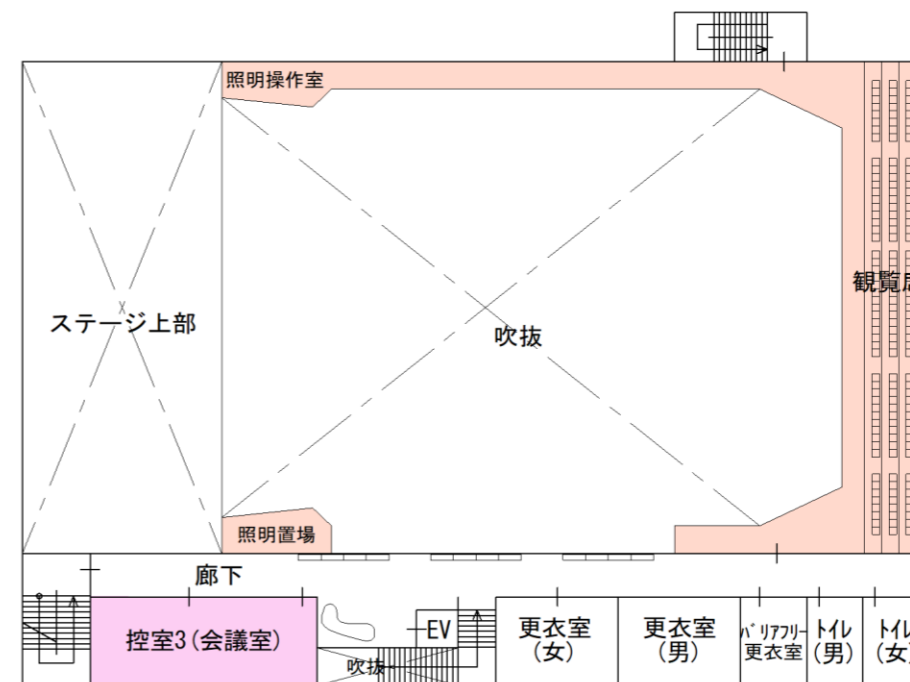 照明操作室
観覧席
ステージ上部
吹抜
照明置場
廊下
控室3(会議室)
吹抜
EV
更衣室
(女)
更衣室
(男)
バリアフリー
更衣室
トイレ
(男)
トイレ
(女)